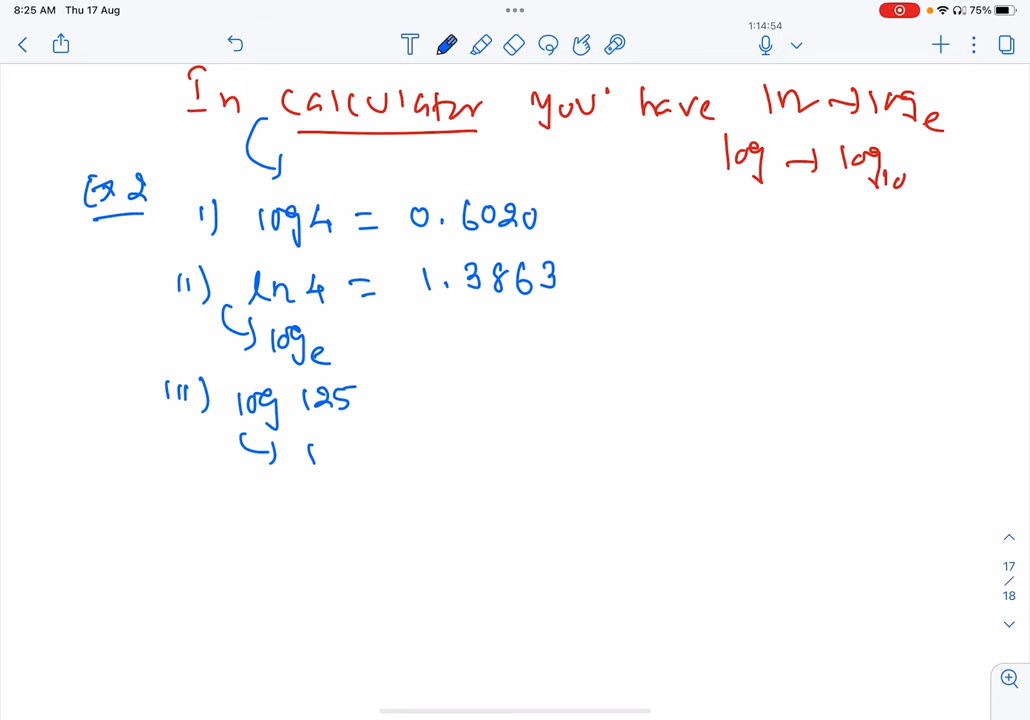 8:25 AM Thu 17 Aug
75%
1:14:54
In calculator you have ln → loge
log → log10
Ex 2
i) log 4 = 0.6020
ii) ln 4 = 1.3863
loge
iii) log 125
17
/
18